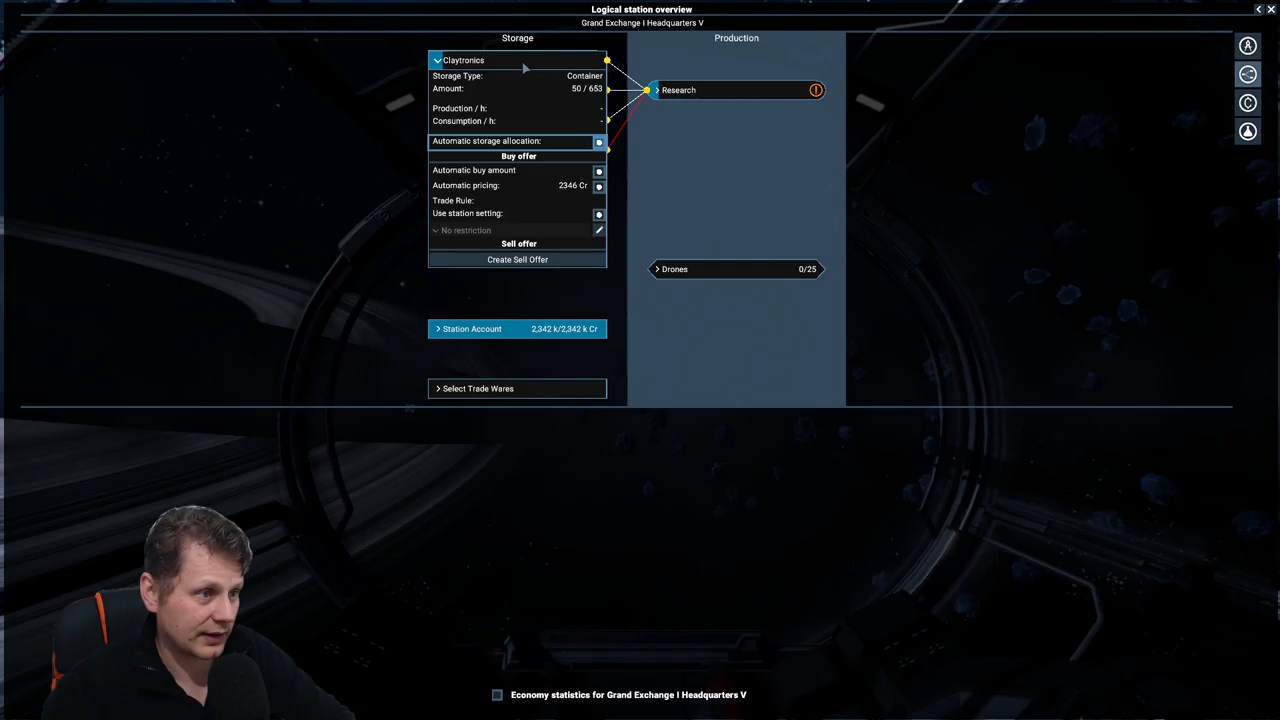 Logical station overview
Grand Exchange I Headquarters V
Storage
Production
Claytronics
Storage Type: Container
Amount: 50 / 653
Production / h: -
Consumption / h: -
Automatic storage allocation:
Buy offer
Automatic buy amount
Automatic pricing: 2346 Cr
Trade Rule:
Use station setting:
No restriction
Sell offer
Create Sell Offer
Research
Drones 0/25
Station Account 2,342 k/2,342 k Cr
Select Trade Wares
Economy statistics for Grand Exchange I Headquarters V